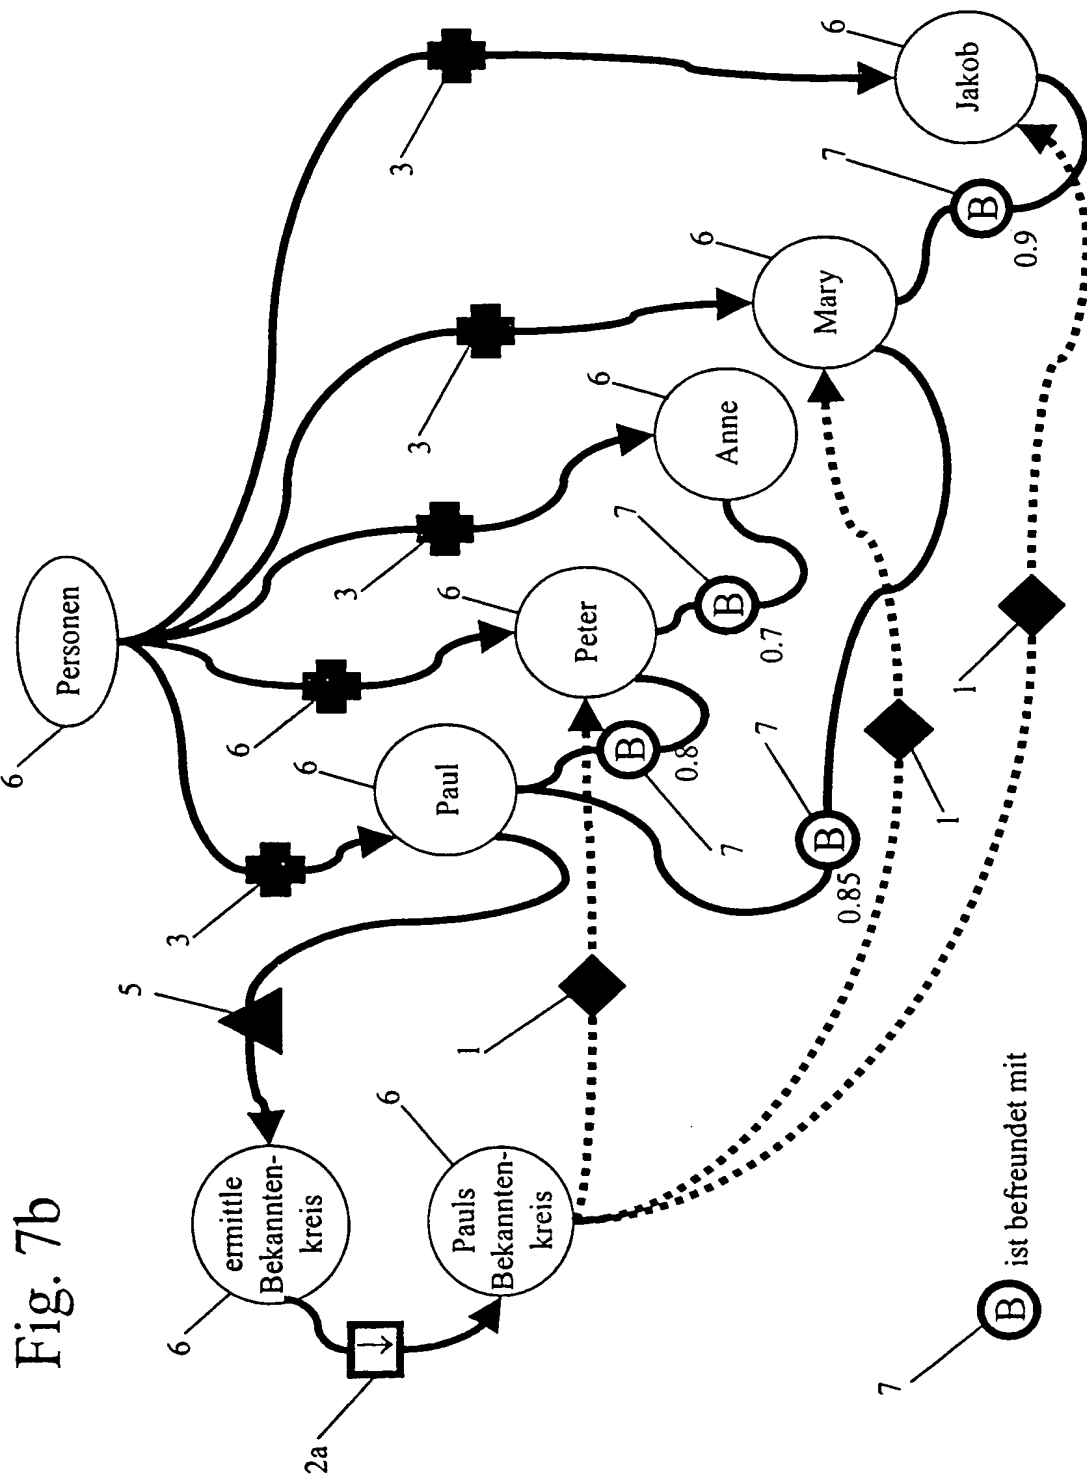 Fig. 7b
6
Personen
5
3
6
ermittle
Bekannten-
kreis
6
6
2a
3
6
3
3
Paul
Pauls
Bekannten-
kreis
6
1
Peter
6
7
B
0.8
6
Anne
B
7
7
0.7
Mary
B
6
7
0.85
7
1
1
Jakob
B
0.9
B ist befreundet mit